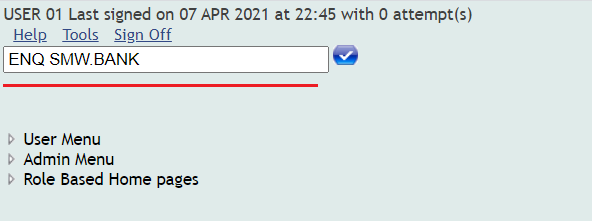 USER 01 Last signed on 07 APR 2021 at 22:45 with 0 attempt(s)
Help Tools Sign Off
ENQ SMW.BANK
User Menu
Admin Menu
Role Based Home pages